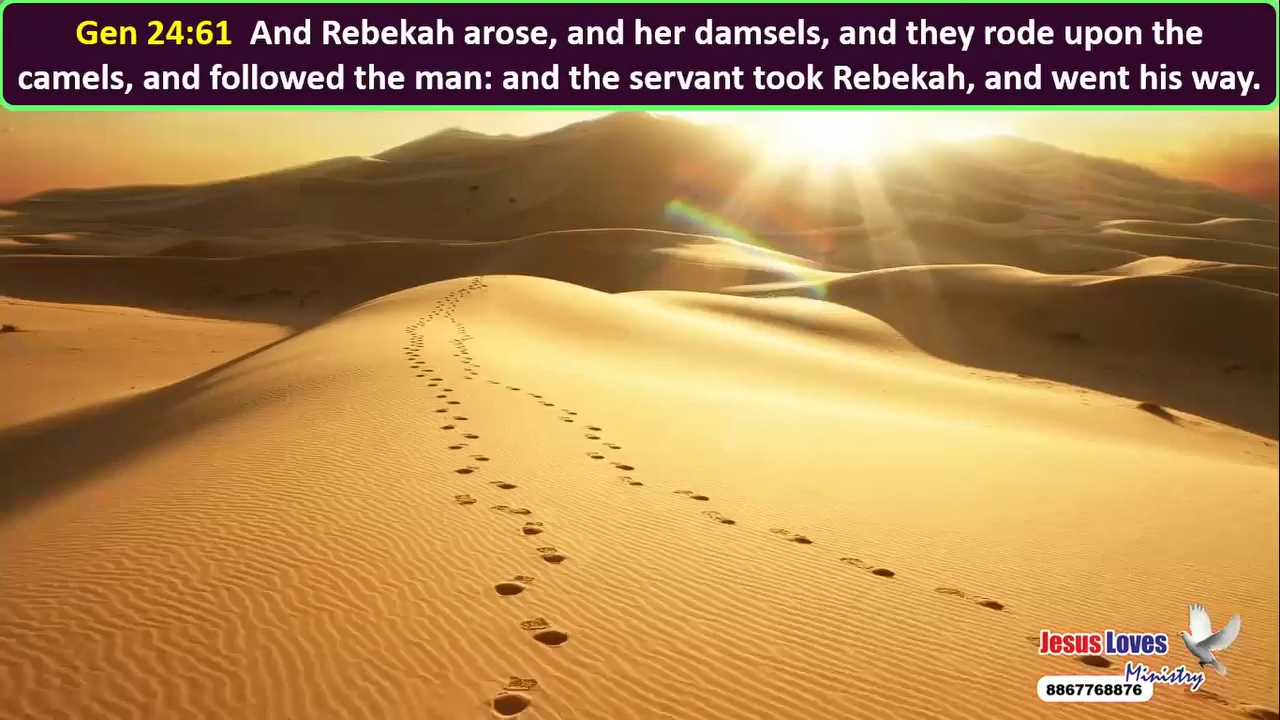 Gen 24:61 And Rebekah arose, and her damsels, and they rode upon the
camels, and followed the man: and the servant took Rebekah, and went his way.
Jesus Loves
Ministry
8867768876